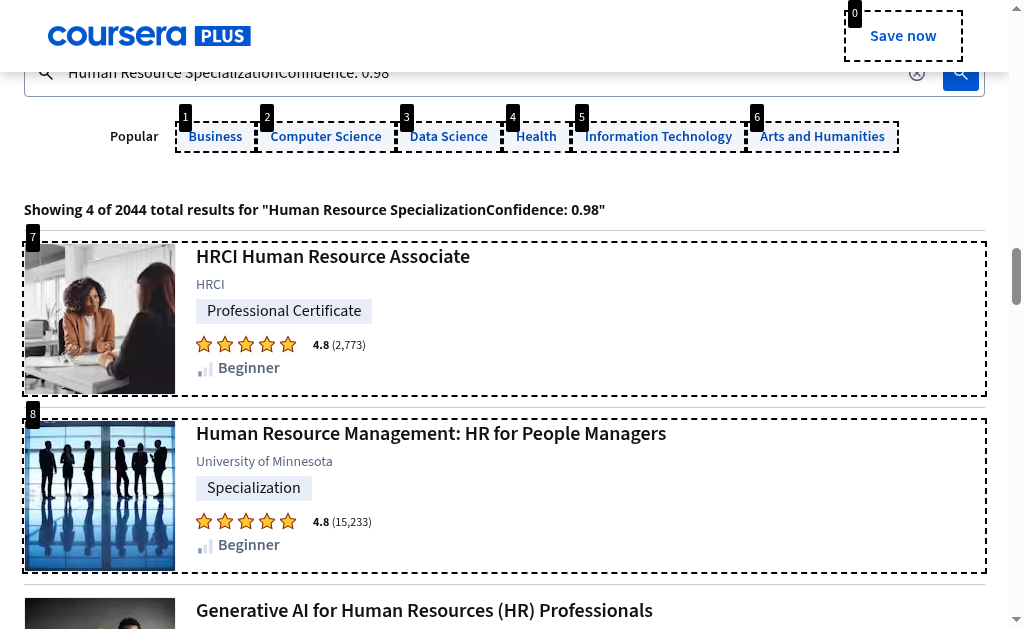 coursera PLUS
0
Save now
Human Resource SpecializationConfidence: 0.98
Popular
1
Business
2
Computer Science
3
Data Science
4
Health
5
Information Technology
6
Arts and Humanities
Showing 4 of 2044 total results for "Human Resource SpecializationConfidence: 0.98"
7
HRCI Human Resource Associate
HRCI
Professional Certificate
4.8 (2,773)
Beginner
8
Human Resource Management: HR for People Managers
University of Minnesota
Specialization
4.8 (15,233)
Beginner
Generative AI for Human Resources (HR) Professionals